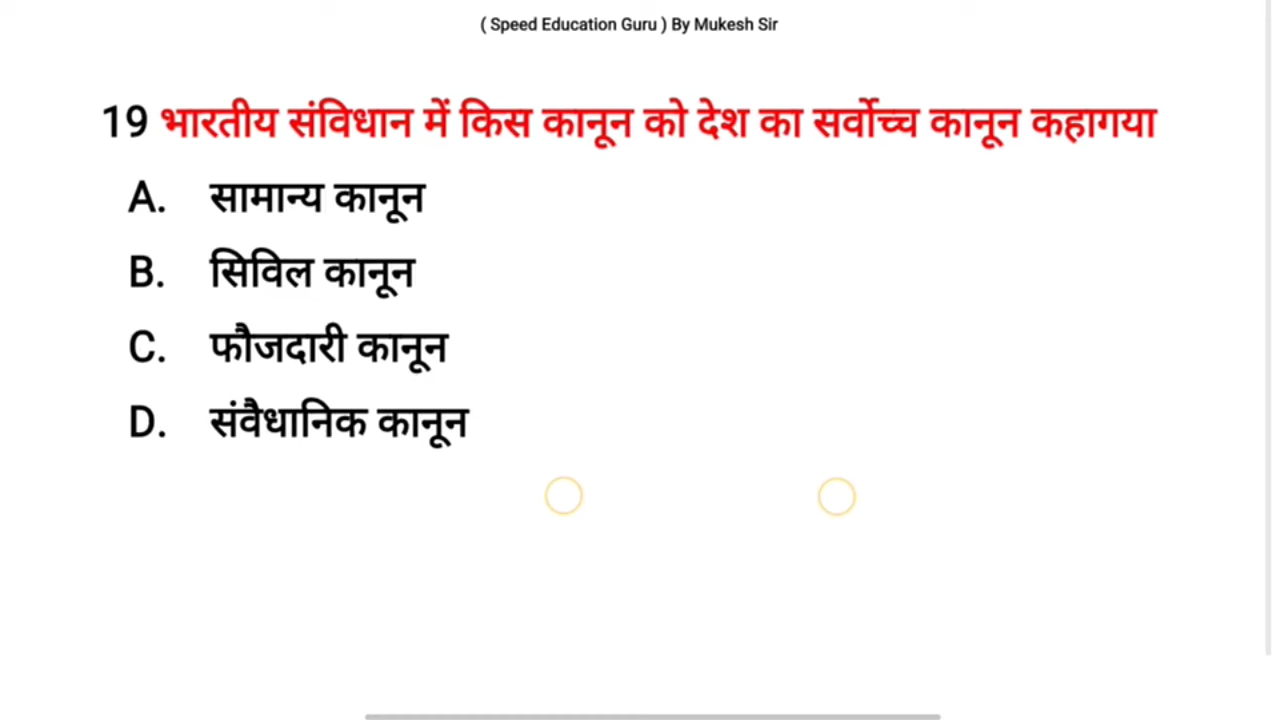 ( Speed Education Guru ) By Mukesh Sir
19 भारतीय संविधान में किस कानून को देश का सर्वोच्च कानून कहागया
A. सामान्य कानून
B. सिविल कानून
C. फौजदारी कानून
D. संवैधानिक कानून